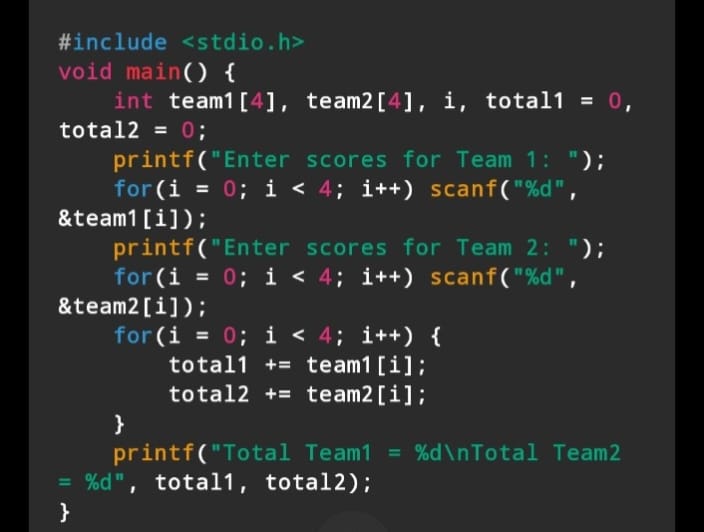 #include <stdio.h>
void main() {
    int team1[4], team2[4], i, total1 = 0,
total2 = 0;
    printf("Enter scores for Team 1: ");
    for(i = 0; i < 4; i++) scanf("%d",
&team1[i]);
    printf("Enter scores for Team 2: ");
    for(i = 0; i < 4; i++) scanf("%d",
&team2[i]);
    for(i = 0; i < 4; i++) {
        total1 += team1[i];
        total2 += team2[i];
    }
    printf("Total Team1 = %d\nTotal Team2
= %d", total1, total2);
}